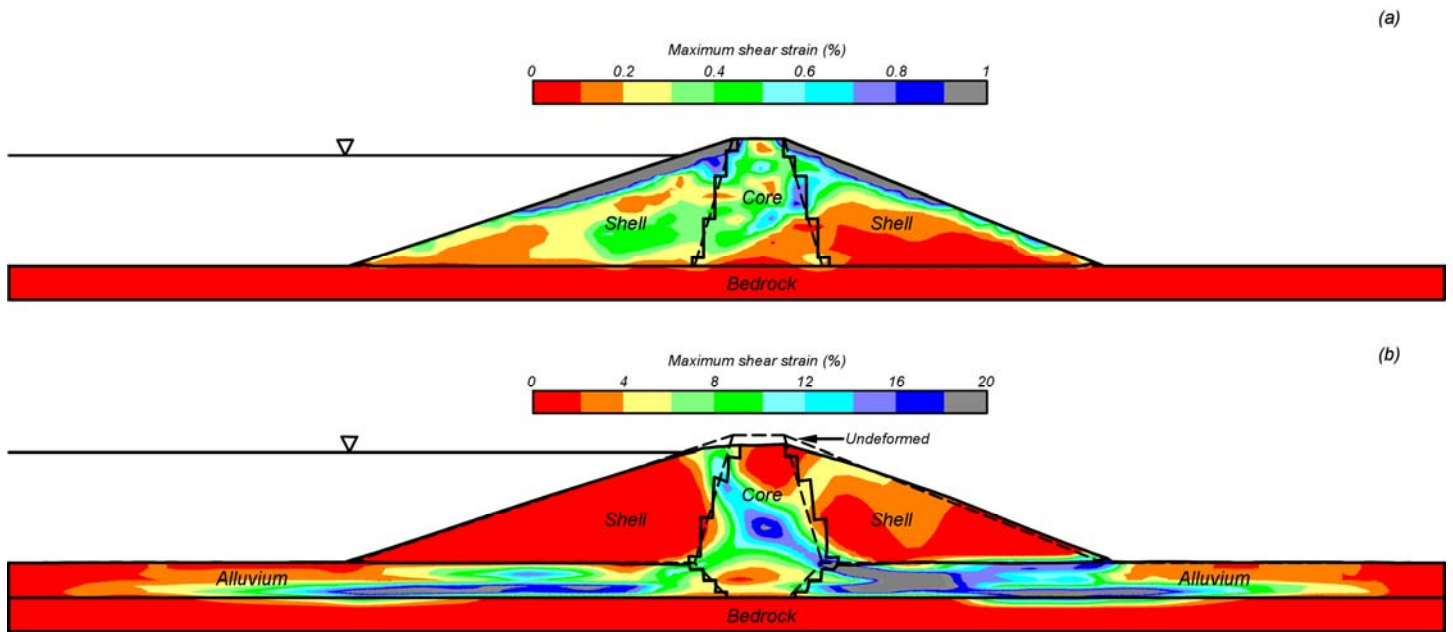 (a)
Maximum shear strain (%)
0 0.2 0.4 0.6 0.8 1
Core
Shell Shell
Bedrock
(b)
Maximum shear strain (%)
0 4 8 12 16 20
Undeformed
Core
Shell Shell
Alluvium Alluvium
Bedrock